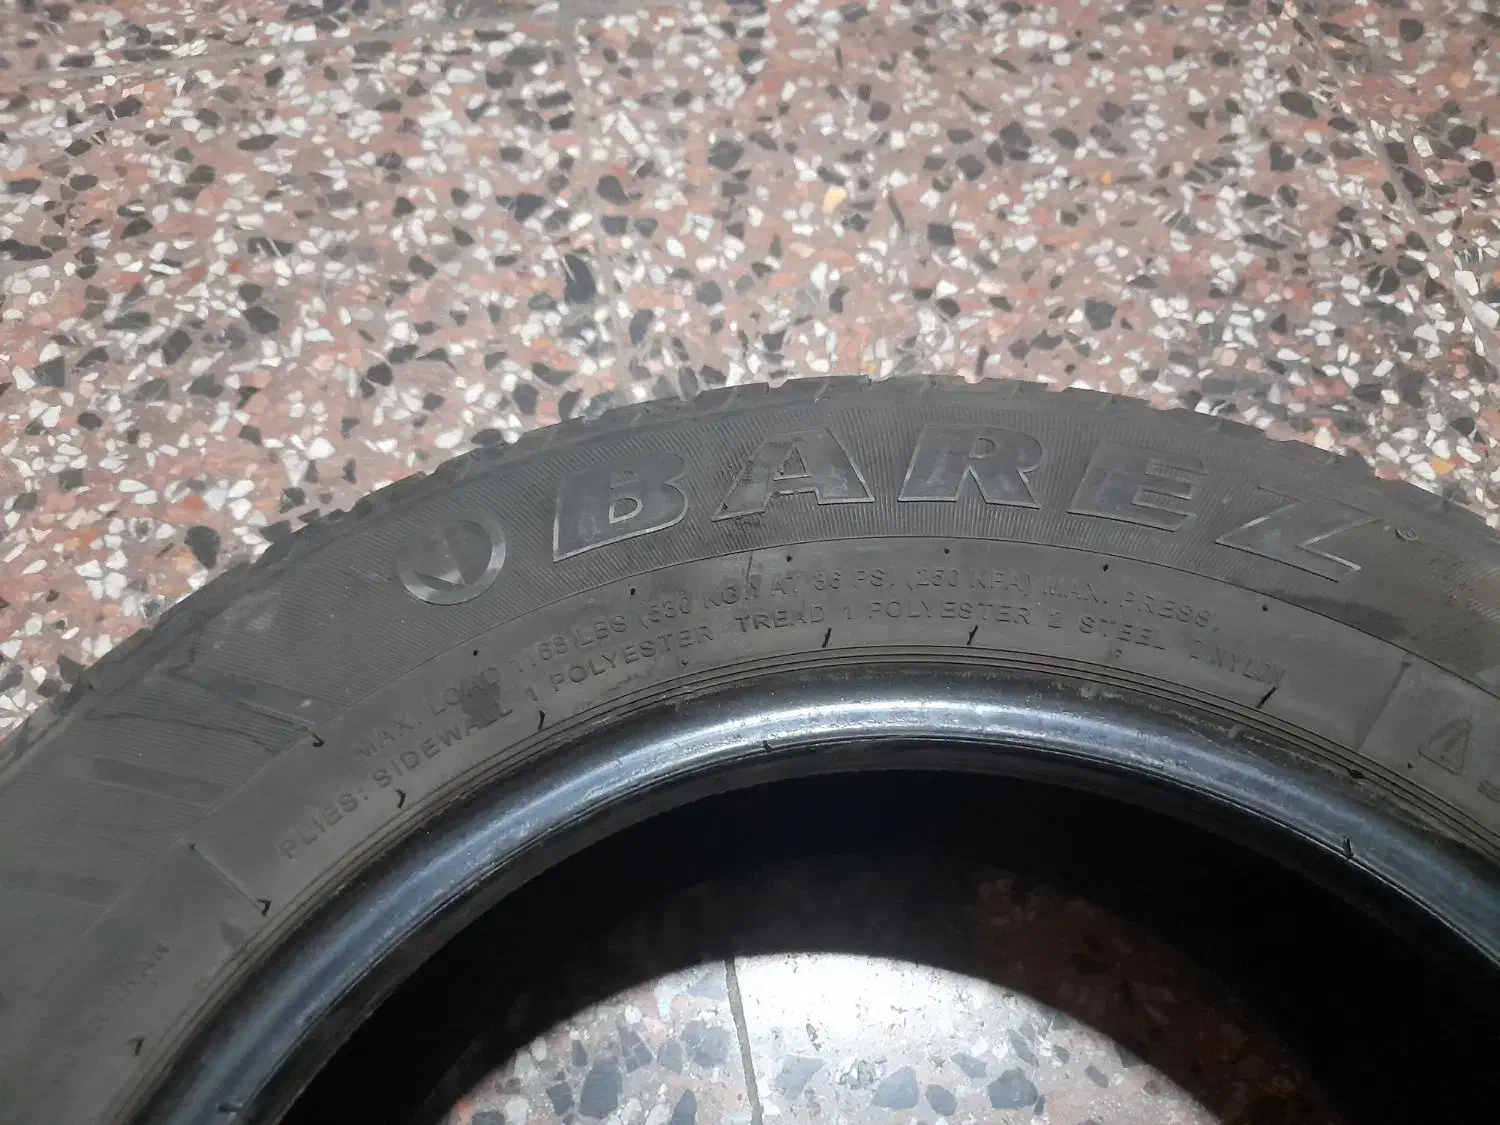 BAREZ
MAX. LOAD 1168 LBS (530 KG) AT 36 PSI (250 KPA) MAX. PRESS.
PLIES: SIDEWALL 1 POLYESTER TREAD 1 POLYESTER 2 STEEL NYLON